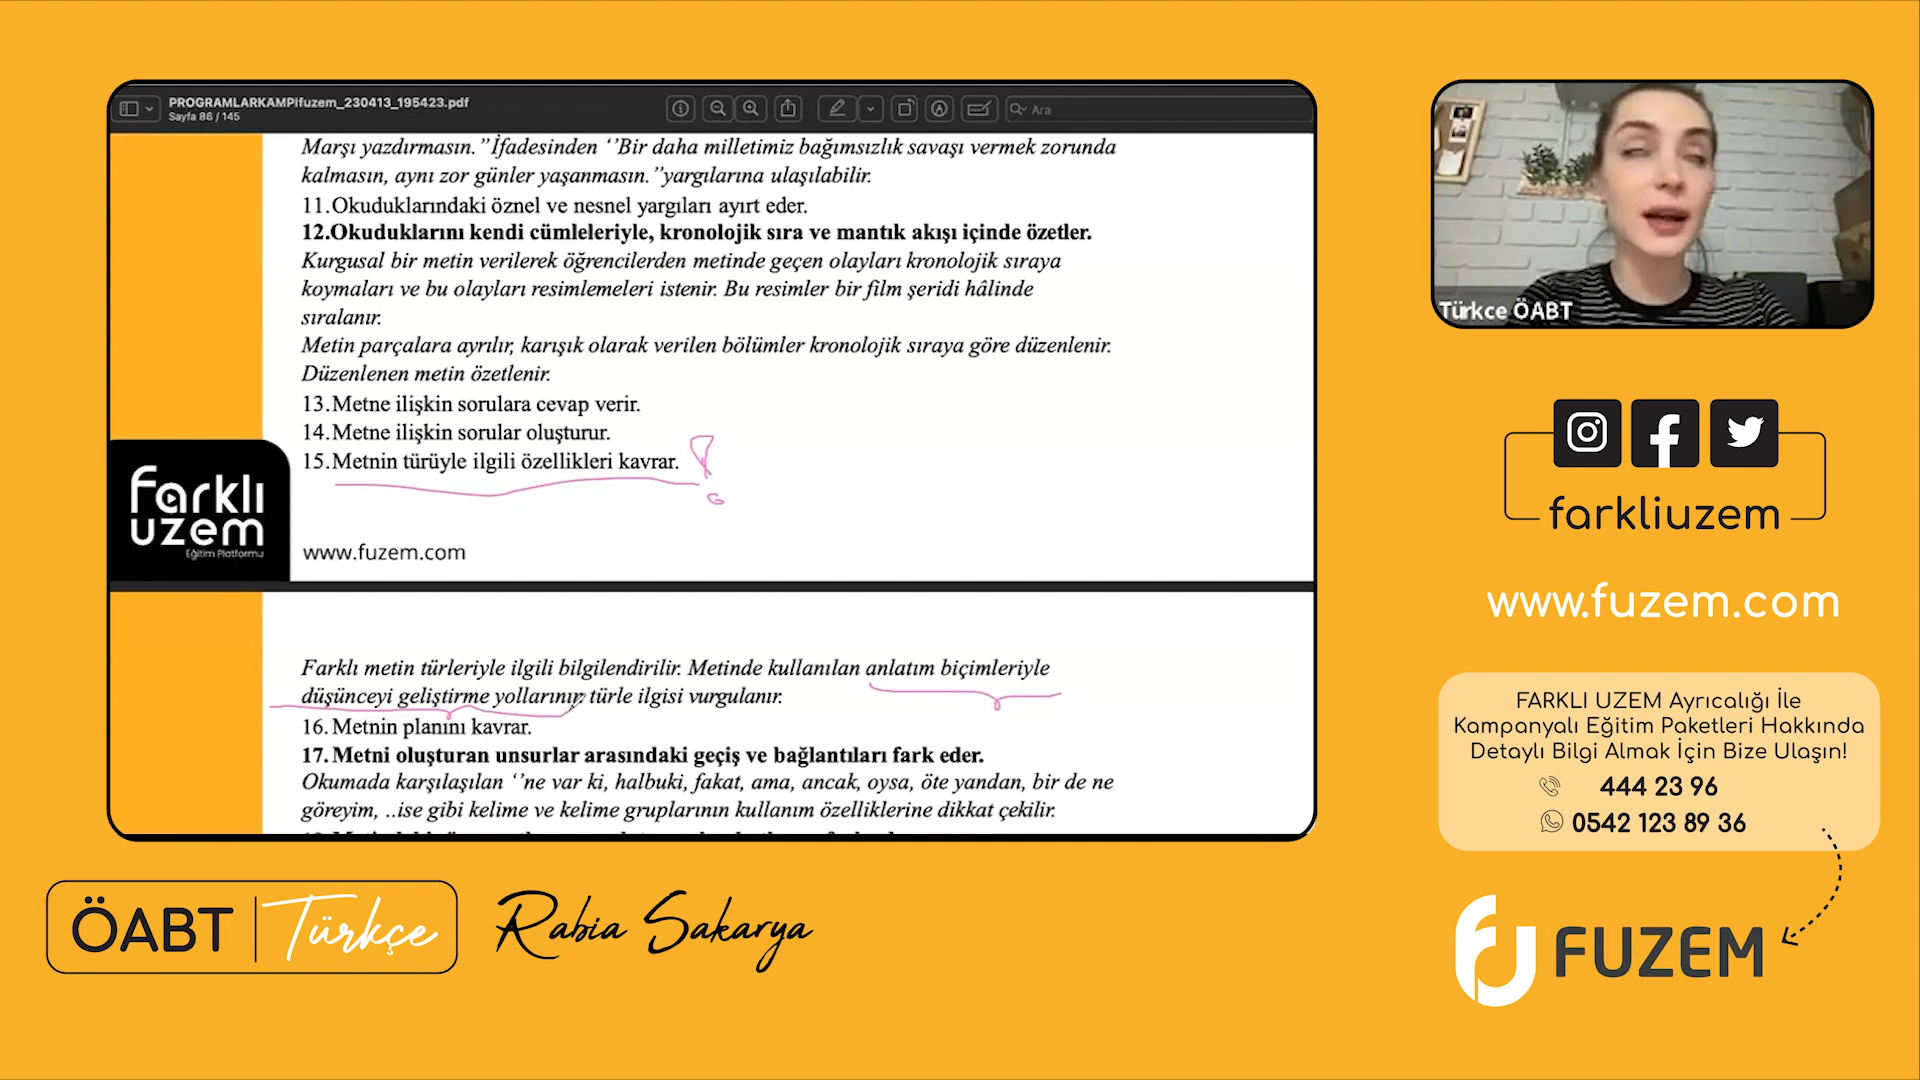 PROGRAMLARKAMPIfuzem_230413_195423.pdf
Sayfa 86 / 145
Ara
Marşı yazdırmasın.’’İfadesinden ‘’Bir daha milletimiz bağımsızlık savaşı vermek zorunda
kalmasın, aynı zor günler yaşanmasın.’’yargılarına ulaşılabilir.
11.Okuduklarındaki öznel ve nesnel yargıları ayırt eder.
12.Okuduklarını kendi cümleleriyle, kronolojik sıra ve mantık akışı içinde özetler.
Kurgusal bir metin verilerek öğrencilerden metinde geçen olayları kronolojik sıraya
koymaları ve bu olayları resimlemeleri istenir. Bu resimler bir film şeridi hâlinde
sıralanır.
Metin parçalara ayrılır, karışık olarak verilen bölümler kronolojik sıraya göre düzenlenir.
Düzenlenen metin özetlenir.
13.Metne ilişkin sorulara cevap verir.
14.Metne ilişkin sorular oluşturur.
15.Metnin türüyle ilgili özellikleri kavrar.
farklı
uzem
Eğitim Platformu
www.fuzem.com
Farklı metin türleriyle ilgili bilgilendirilir. Metinde kullanılan anlatım biçimleriyle
düşünceyi geliştirme yollarının türle ilgisi vurgulanır.
16. Metnin planını kavrar.
17. Metni oluşturan unsurlar arasındaki geçiş ve bağlantıları fark eder.
Okumada karşılaşılan ‘’ne var ki, halbuki, fakat, ama, ancak, oysa, öte yandan, bir de ne
göreyim, ..ise gibi kelime ve kelime gruplarının kullanım özelliklerine dikkat çekilir.
Türkce ÖABT
farkliuzem
www.fuzem.com
FARKLI UZEM Ayrıcalığı İle
Kampanyalı Eğitim Paketleri Hakkında
Detaylı Bilgi Almak İçin Bize Ulaşın!
444 23 96
0542 123 89 36
FUZEM
ÖABT Türkçe
Rabia Sakarya